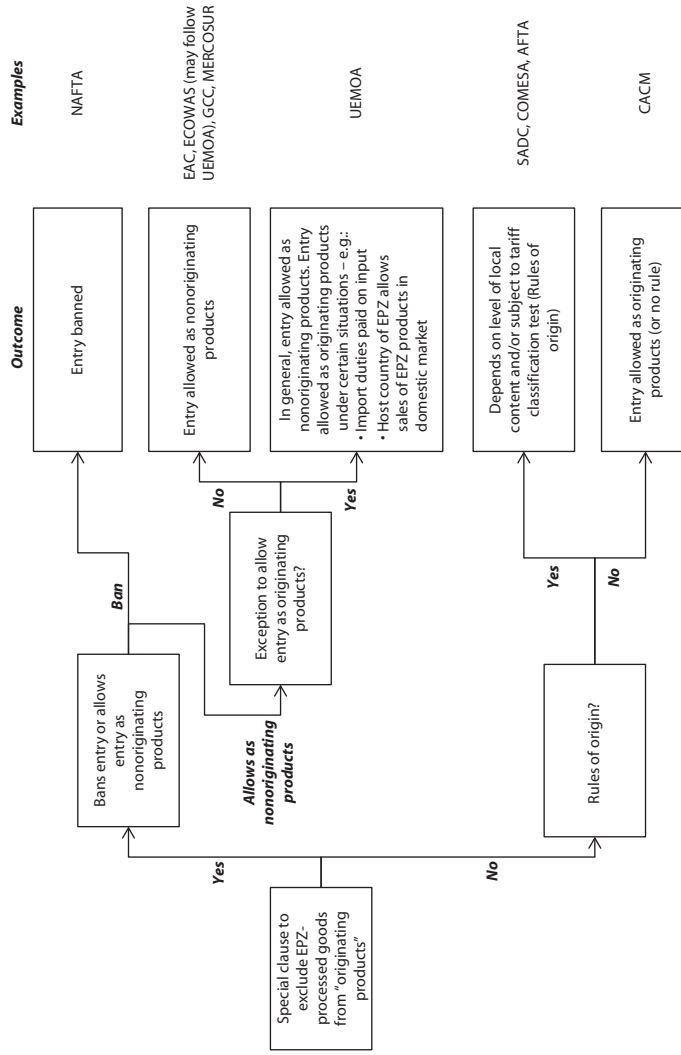 Outcome
Examples
Special clause to
exclude EPZ-
processed goods
from "originating
products"
Yes
No
Bans entry or allows
entry as
nonoriginating
products
Ban
Allows as
nonoriginating
products
Exception to allow
entry as originating
products?
No
Yes
Rules of origin?
Yes
No
Entry banned
NAFTA
Entry allowed as nonoriginating
products
EAC, ECOWAS (may follow
UEMOA), GCC, MERCOSUR
In general, entry allowed as
nonoriginating products. Entry
allowed as originating products
under certain situations – e.g.:
• Import duties paid on input
• Host country of EPZ allows
sales of EPZ products in
domestic market
UEMOA
Depends on level of local
content and/or subject to tariff
classification test (Rules of
origin)
SADC, COMESA, AFTA
Entry allowed as originating
products (or no rule)
CACM